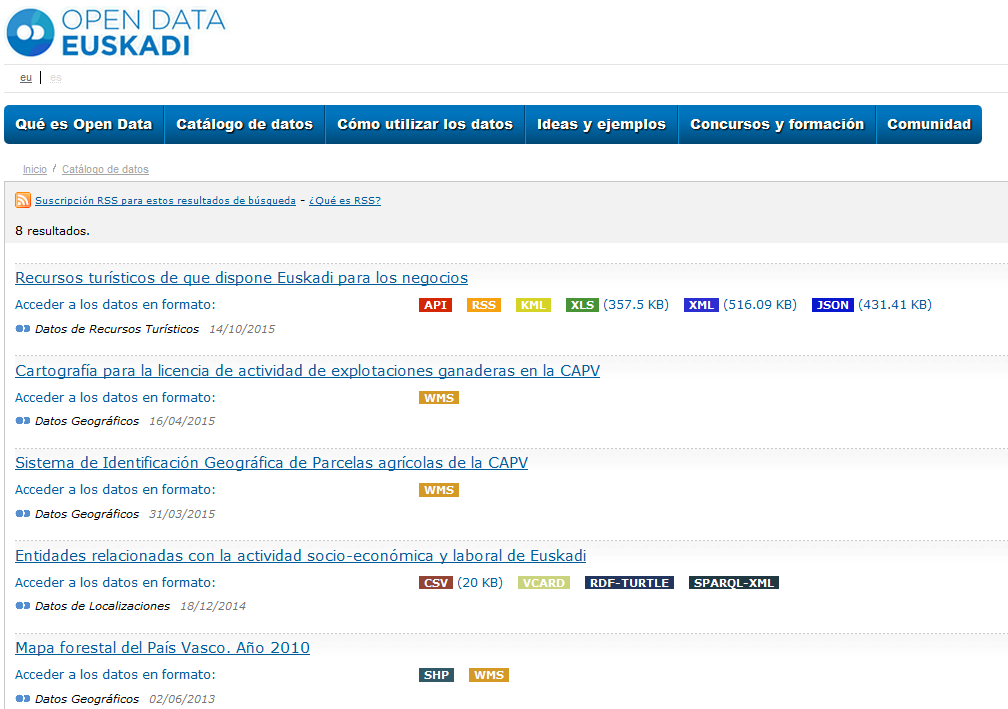 OPEN DATA
EUSKADI
eu | es
Qué es Open Data Catálogo de datos Cómo utilizar los datos Ideas y ejemplos Concursos y formación Comunidad
Inicio / Catálogo de datos
Suscripción RSS para estos resultados de búsqueda - ¿Qué es RSS?
8 resultados.
Recursos turísticos de que dispone Euskadi para los negocios
Acceder a los datos en formato: API RSS KML XLS (357.5 KB) XML (516.09 KB) JSON (431.41 KB)
Datos de Recursos Turísticos 14/10/2015
Cartografía para la licencia de actividad de explotaciones ganaderas en la CAPV
Acceder a los datos en formato: WMS
Datos Geográficos 16/04/2015
Sistema de Identificación Geográfica de Parcelas agrícolas de la CAPV
Acceder a los datos en formato: WMS
Datos Geográficos 31/03/2015
Entidades relacionadas con la actividad socio-económica y laboral de Euskadi
Acceder a los datos en formato: CSV (20 KB) VCARD RDF-TURTLE SPARQL-XML
Datos de Localizaciones 18/12/2014
Mapa forestal del País Vasco. Año 2010
Acceder a los datos en formato: SHP WMS
Datos Geográficos 02/06/2013